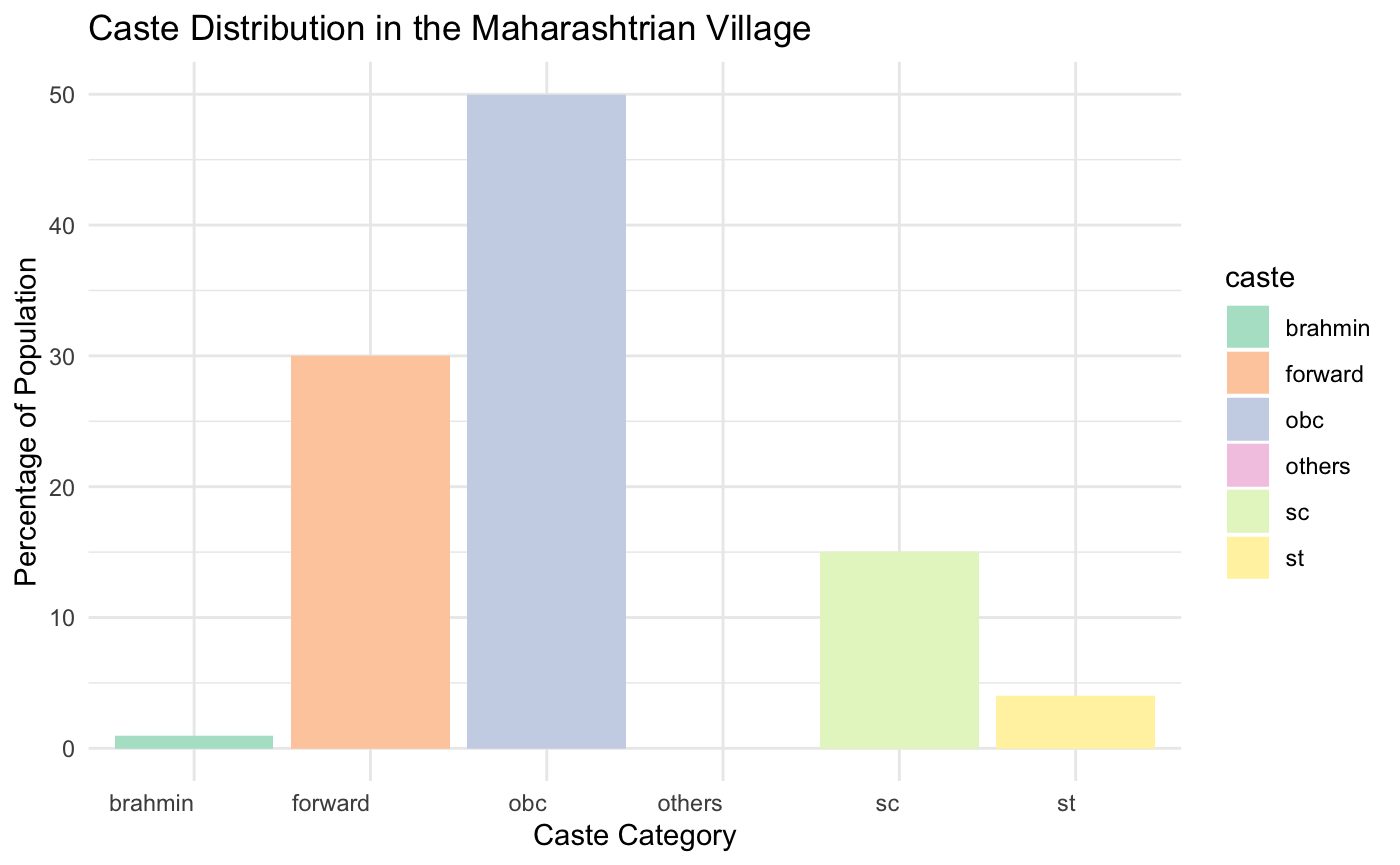 Caste Distribution in the Maharashtrian Village
Percentage of Population
50
40
30
20
10
0
brahmin forward obc others sc st
Caste Category
caste
brahmin
forward
obc
others
sc
st